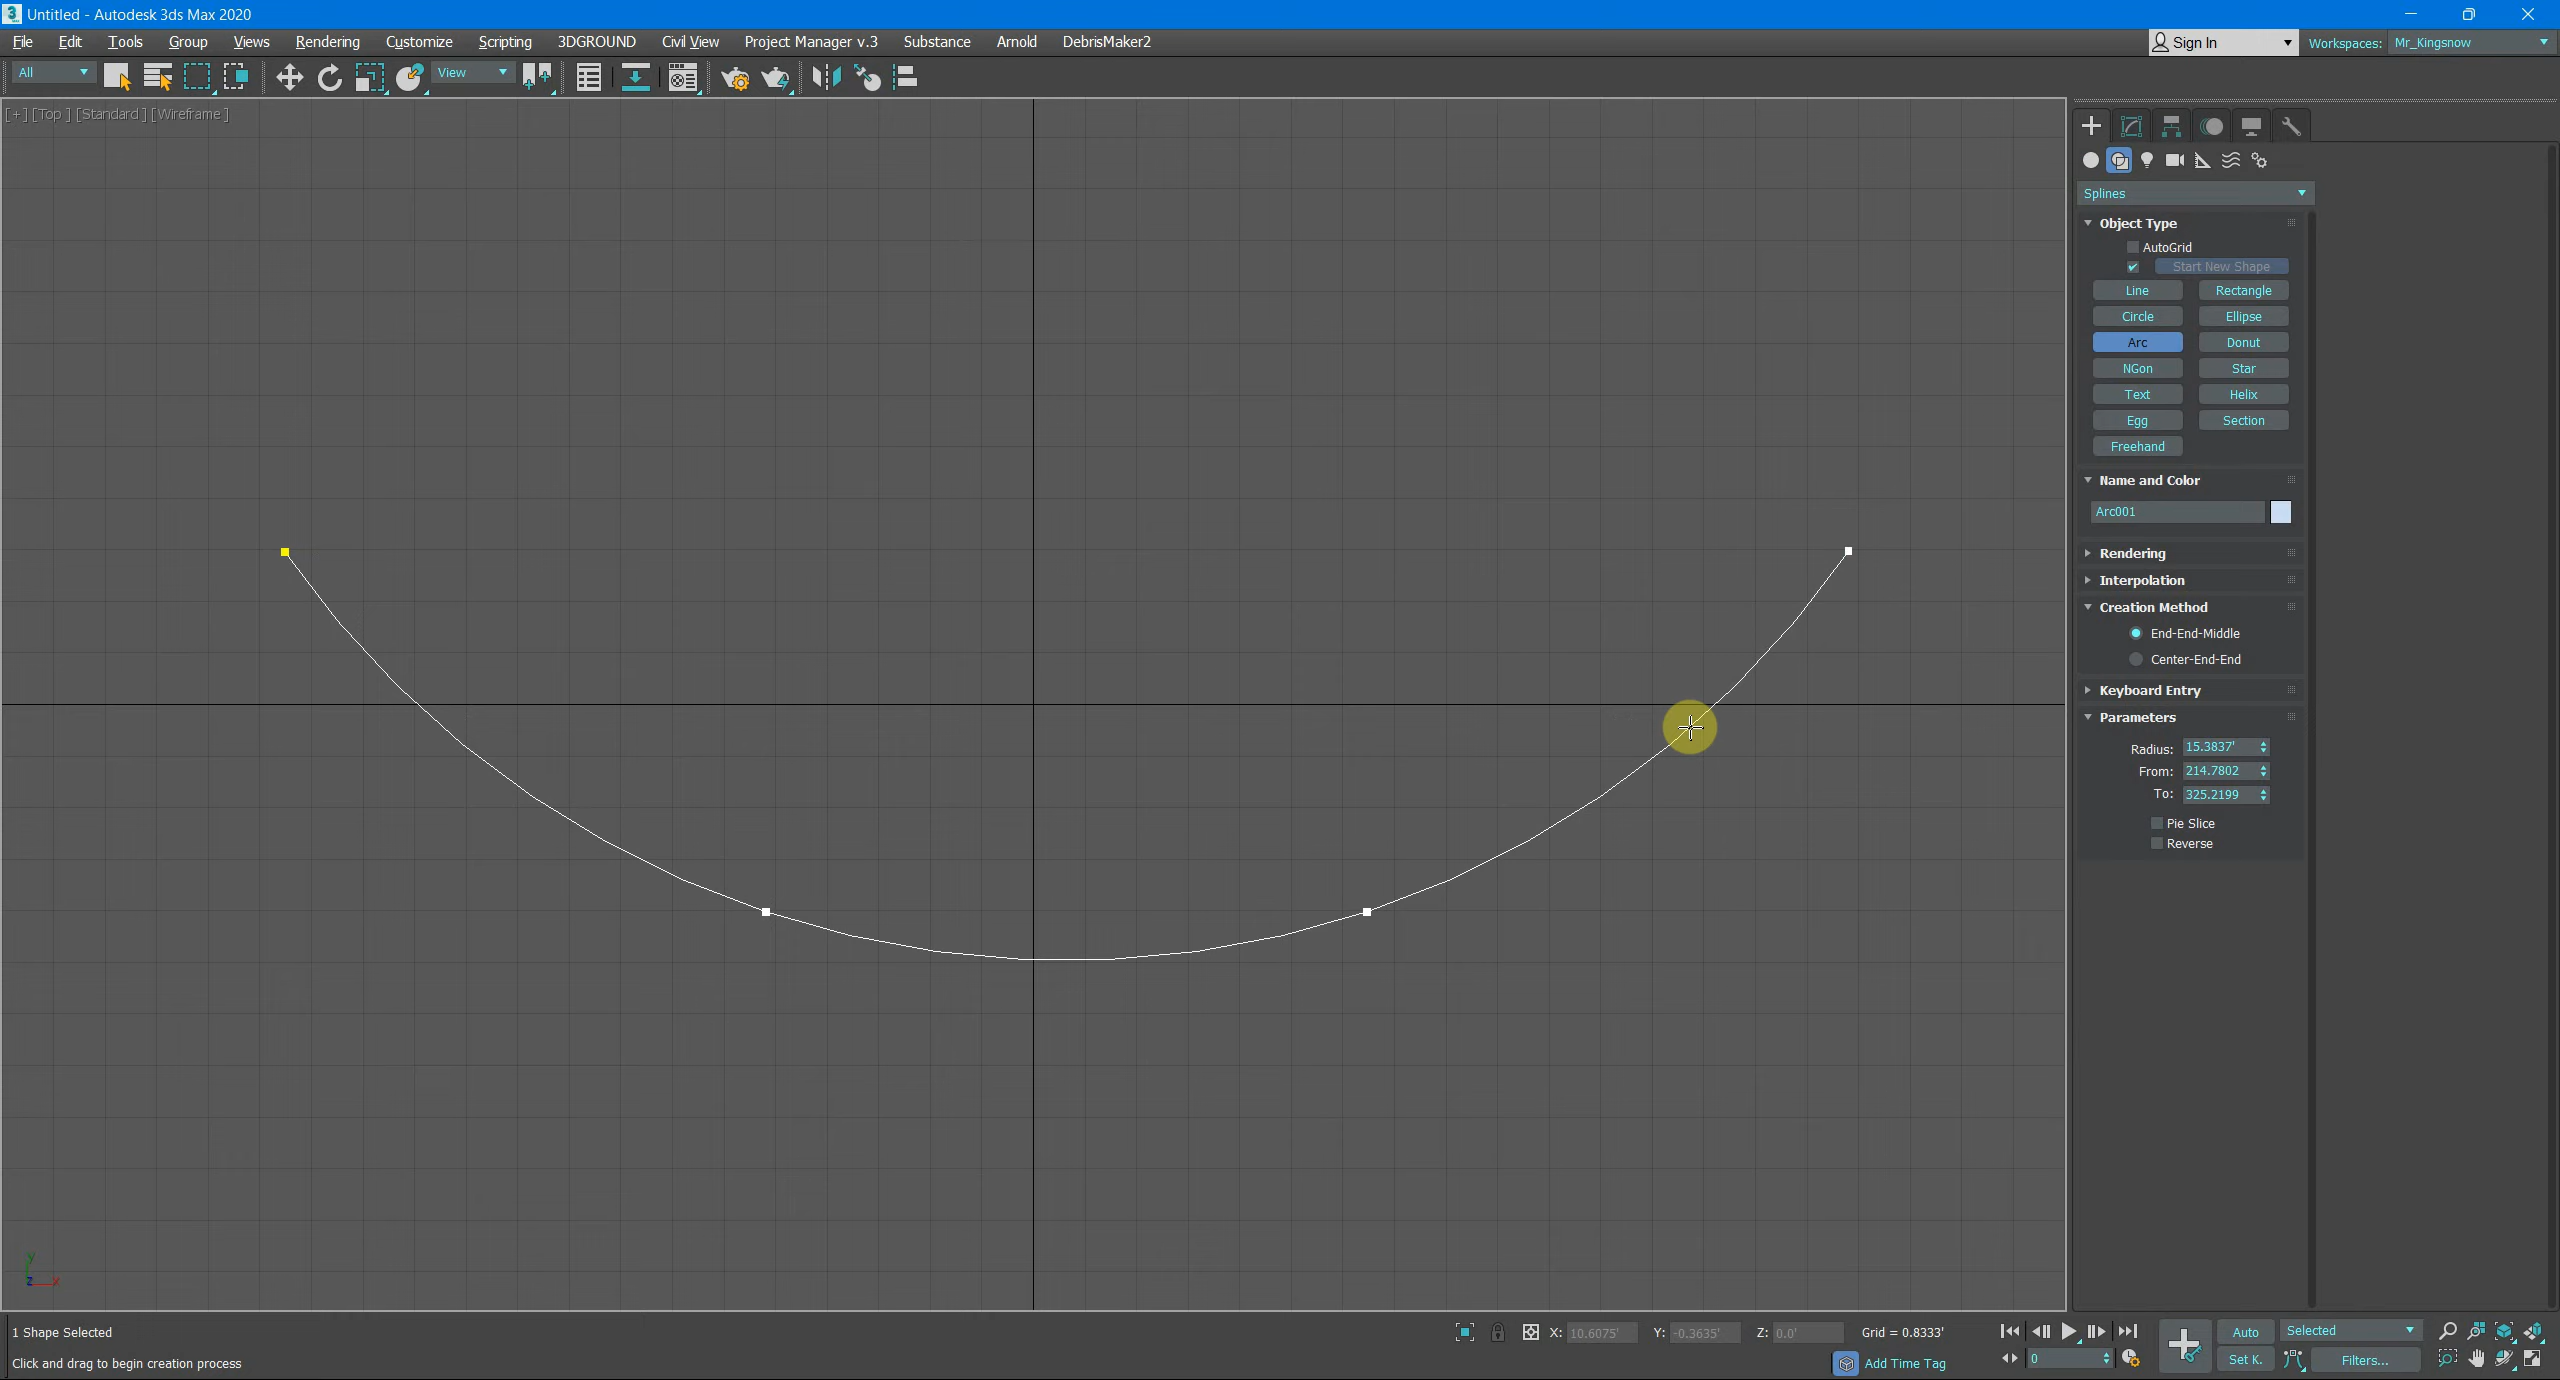 Untitled - Autodesk 3ds Max 2020
File Edit Tools Group Views Rendering Customize Scripting 3DGROUND Civil View Project Manager v.3 Substance Arnold DebrisMaker2
Sign In Workspaces: Mr_Kingsnow
All View
[+] [Top ] [Standard ] [Wireframe ]
Splines
Object Type
AutoGrid
Start New Shape
Line Rectangle
Circle Ellipse
Arc Donut
NGon Star
Text Helix
Egg Section
Freehand
Name and Color
Arc001
Rendering
Interpolation
Creation Method
End-End-Middle
Center-End-End
Keyboard Entry
Parameters
Radius: 15.3837'
From: 214.7802
To: 325.2199
Pie Slice
Reverse
y
z x
1 Shape Selected X: 10.6075' Y: -0.3635' Z: 0.0' Grid = 0.8333' Auto Selected
Click and drag to begin creation process Add Time Tag 0 Set K. Filters...